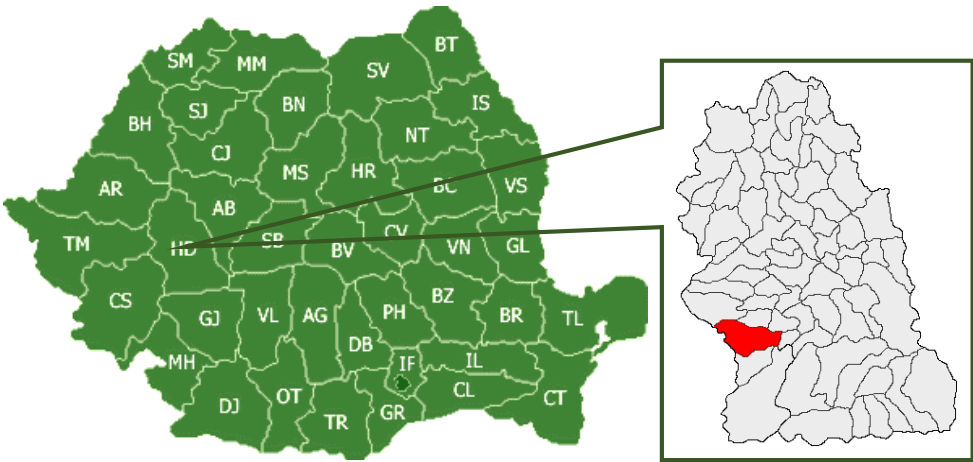 BT
SM
MM
SV
BN
IS
SJ
BH
NT
CJ
MS
HR
BC
VS
AR
AB
TM
HD
SB
BV
CV
VN
GL
CS
GJ
VL
AG
PH
BZ
BR
TL
DB
MH
IF
IL
DJ
OT
TR
GR
CL
CT